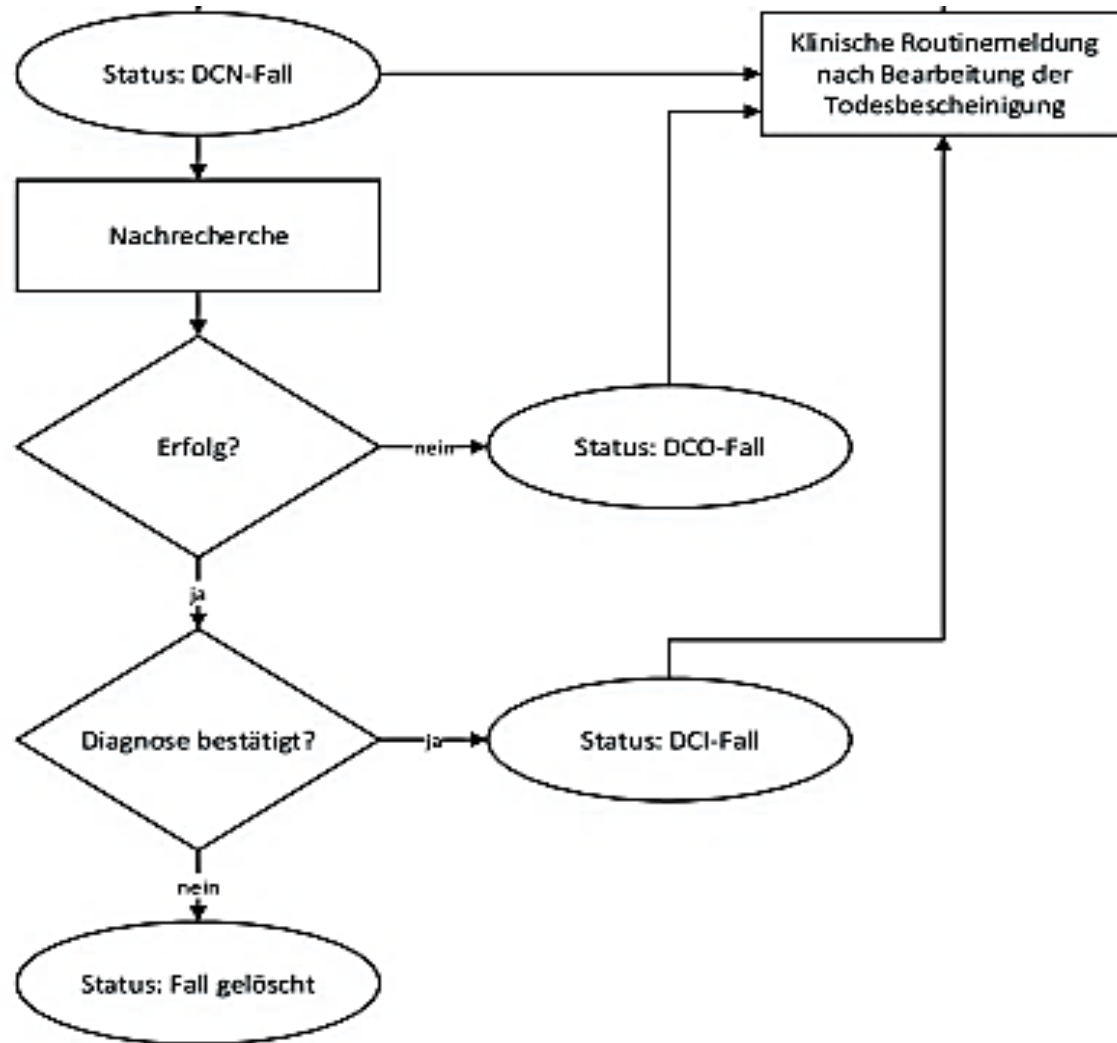 Status: DCN-Fall
Klinische Routinemeldung
nach Bearbeitung der
Todesbescheinigung
Nachrecherche
Erfolg?
nein
Status: DCO-Fall
ja
Diagnose bestätigt?
ja
Status: DCI-Fall
nein
Status: Fall gelöscht